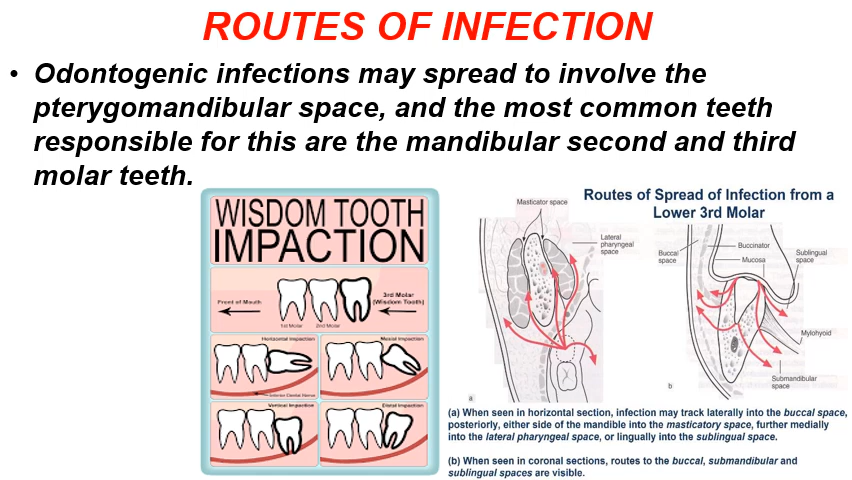 ROUTES OF INFECTION
• Odontogenic infections may spread to involve the
pterygomandibular space, and the most common teeth
responsible for this are the mandibular second and third
molar teeth.
WISDOM TOOTH
IMPACTION
Front of Mouth
3rd Molar
(Wisdom Tooth)
1st Molar
2nd Molar
Horizontal Impaction
Inferior Dental Nerve
Mesial Impaction
Vertical Impaction
Distal Impaction
Routes of Spread of Infection from a
Lower 3rd Molar
Masticator space
Lateral
pharyngeal
space
a
Buccal
space
Buccinator
Mucosa
Sublingual
space
Mylohyoid
Submandibular
space
b
(a) When seen in horizontal section, infection may track laterally into the buccal space,
posteriorly, either side of the mandible into the masticatory space, further medially
into the lateral pharyngeal space, or lingually into the sublingual space.
(b) When seen in coronal sections, routes to the buccal, submandibular and
sublingual spaces are visible.